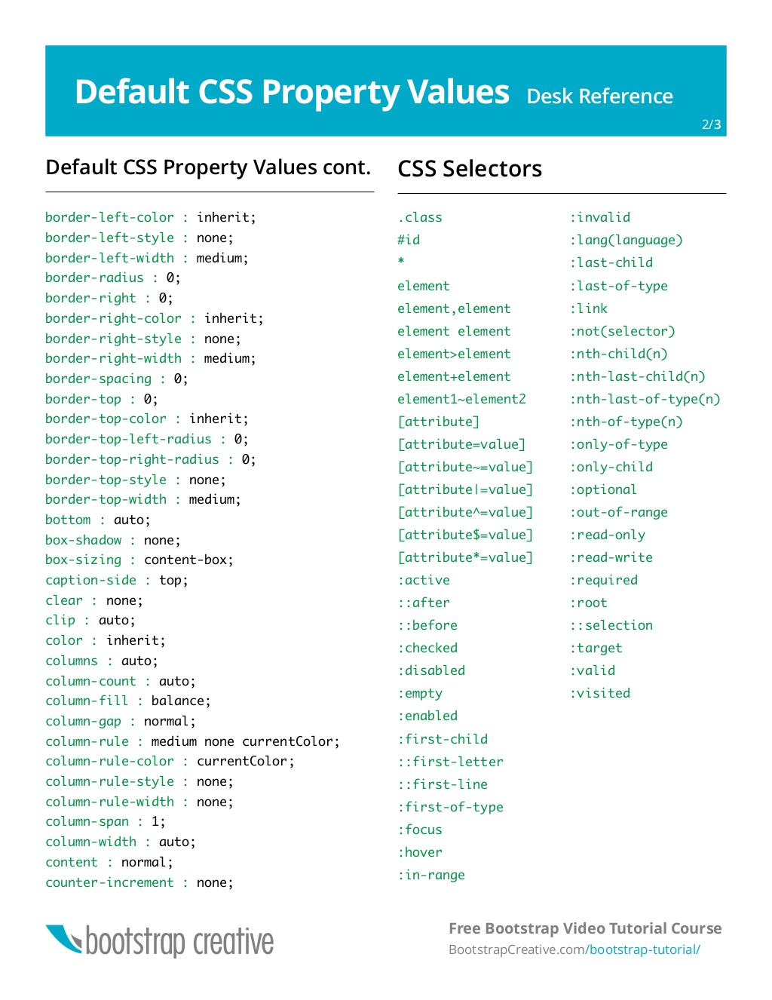 Default CSS Property Values Desk Reference
2/3
Default CSS Property Values cont.
border-left-color : inherit;
border-left-style : none;
border-left-width : medium;
border-radius : 0;
border-right : 0;
border-right-color : inherit;
border-right-style : none;
border-right-width : medium;
border-spacing : 0;
border-top : 0;
border-top-color : inherit;
border-top-left-radius : 0;
border-top-right-radius : 0;
border-top-style : none;
border-top-width : medium;
bottom : auto;
box-shadow : none;
box-sizing : content-box;
caption-side : top;
clear : none;
clip : auto;
color : inherit;
columns : auto;
column-count : auto;
column-fill : balance;
column-gap : normal;
column-rule : medium none currentColor;
column-rule-color : currentColor;
column-rule-style : none;
column-rule-width : none;
column-span : 1;
column-width : auto;
content : normal;
counter-increment : none;
CSS Selectors
.class
#id
*
element
element,element
element element
element>element
element+element
element1~element2
[attribute]
[attribute=value]
[attribute~=value]
[attribute|=value]
[attribute^=value]
[attribute$=value]
[attribute*=value]
:active
::after
::before
:checked
:disabled
:empty
:enabled
:first-child
::first-letter
::first-line
:first-of-type
:focus
:hover
:in-range
:invalid
:lang(language)
:last-child
:last-of-type
:link
:not(selector)
:nth-child(n)
:nth-last-child(n)
:nth-last-of-type(n)
:nth-of-type(n)
:only-of-type
:only-child
:optional
:out-of-range
:read-only
:read-write
:required
:root
::selection
:target
:valid
:visited
bootstrap creative
Free Bootstrap Video Tutorial Course
BootstrapCreative.com/bootstrap-tutorial/